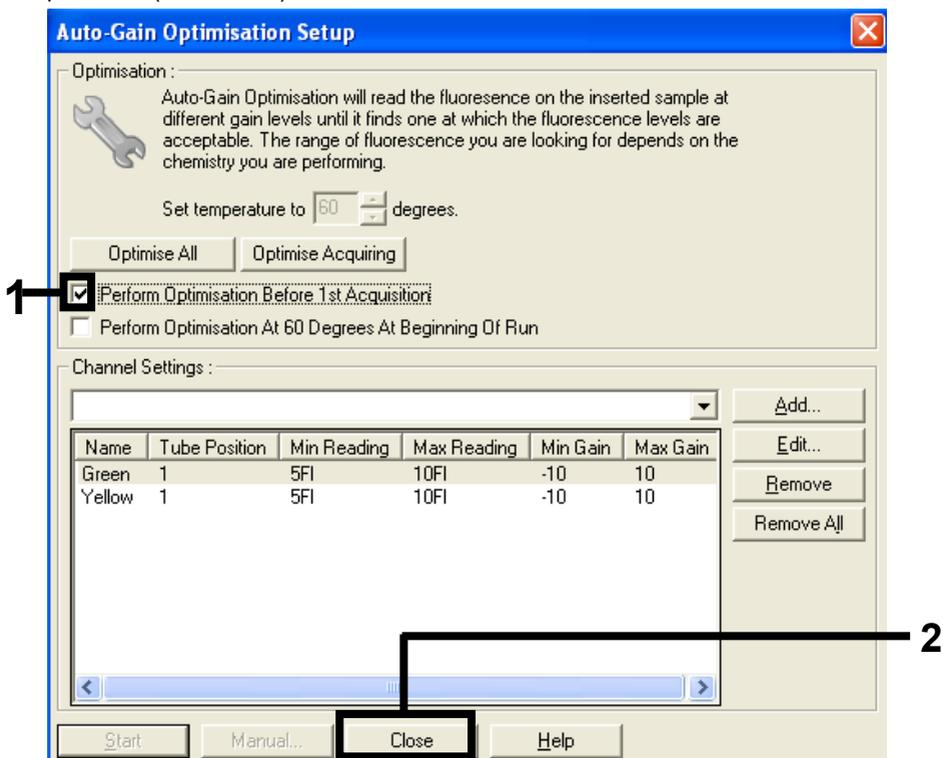 Auto-Gain Optimisation Setup
Optimisation :
Auto-Gain Optimisation will read the fluoresence on the inserted sample at
different gain levels until it finds one at which the fluorescence levels are
acceptable. The range of fluorescence you are looking for depends on the
chemistry you are performing.
Set temperature to 60 degrees.
Optimise All Optimise Acquiring
1
Perform Optimisation Before 1st Acquisition
Perform Optimisation At 60 Degrees At Beginning Of Run
Channel Settings :
Add...
Name Tube Position Min Reading Max Reading Min Gain Max Gain
Edit...
Green 1 5Fl 10Fl -10 10
Remove
Yellow 1 5Fl 10Fl -10 10
Remove All
2
Start Manual... Close Help